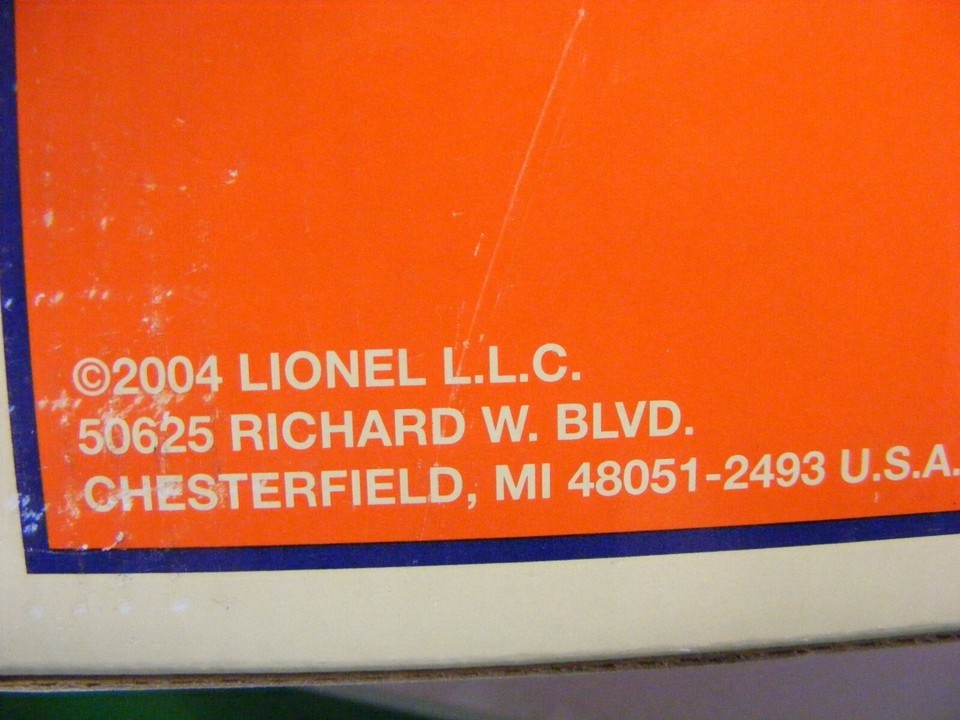 ©2004 LIONEL L.L.C.
50625 RICHARD W. BLVD.
CHESTERFIELD, MI 48051-2493 U.S.A.